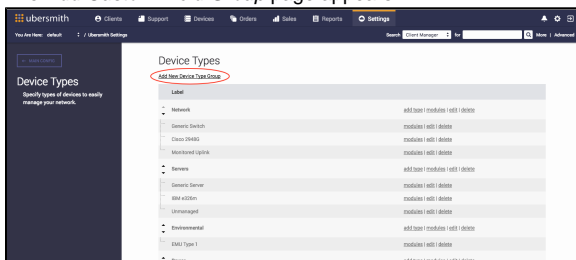 ubersmith
Clients
Support
Devices
Orders
Sales
Reports
Settings
You Are Here: default : / Ubersmith Settings
Search Client Manager for
More | Advanced
Device Types
Specify types of devices to easily
manage your network.
Device Types
Add New Device Type Group
Label
Network add type | modules | edit | delete
Generic Switch modules | edit | delete
Cisco 2948G modules | edit | delete
Monitored Uplink modules | edit | delete
Servers add type | modules | edit | delete
Generic Server modules | edit | delete
IBM x326m modules | edit | delete
Unmanaged modules | edit | delete
Environmental add type | modules | edit | delete
EMU Type 1 modules | edit | delete